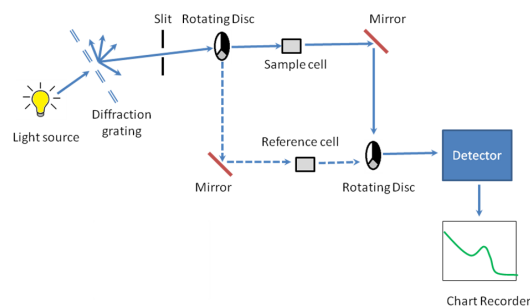 Slit
Rotating Disc
Mirror
Sample cell
Diffraction
grating
Light source
Reference cell
Mirror
Rotating Disc
Detector
Chart Recorder